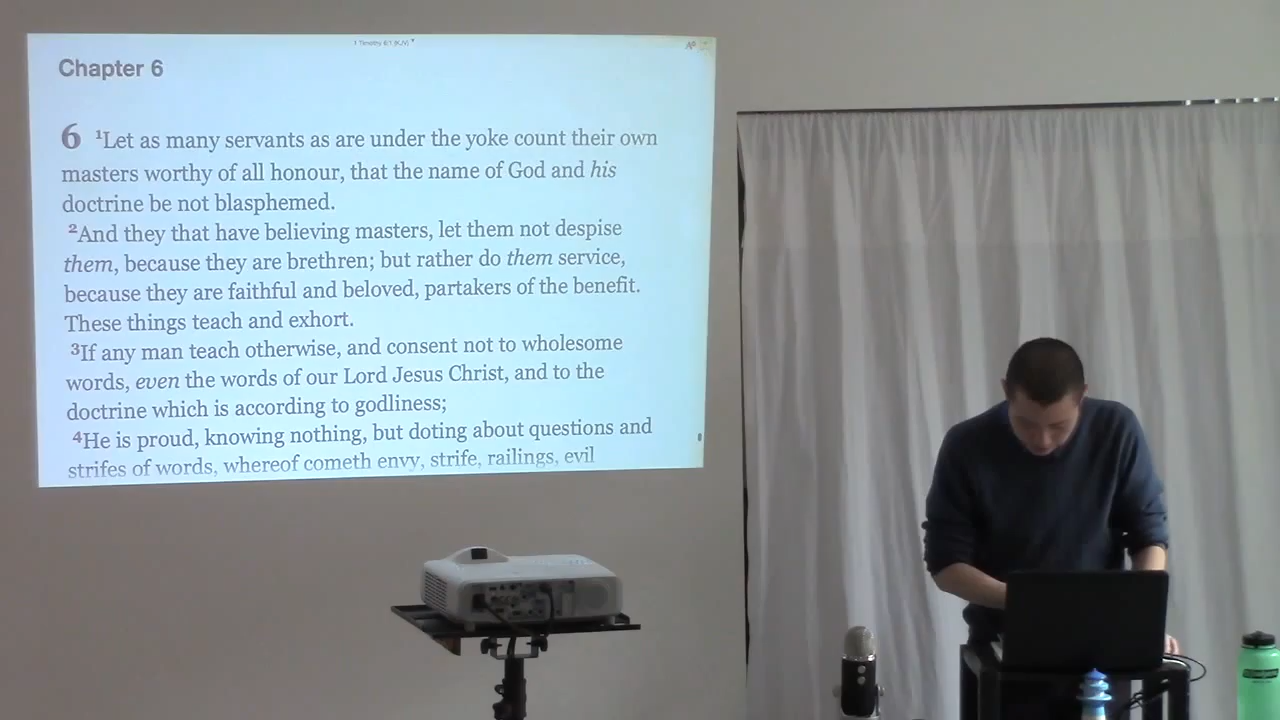 1 Timothy 6:1 (KJV)
Chapter 6
6 ¹Let as many servants as are under the yoke count their own
masters worthy of all honour, that the name of God and his
doctrine be not blasphemed.
²And they that have believing masters, let them not despise
them, because they are brethren; but rather do them service,
because they are faithful and beloved, partakers of the benefit.
These things teach and exhort.
³If any man teach otherwise, and consent not to wholesome
words, even the words of our Lord Jesus Christ, and to the
doctrine which is according to godliness;
⁴He is proud, knowing nothing, but doting about questions and
strifes of words, whereof cometh envy, strife, railings, evil